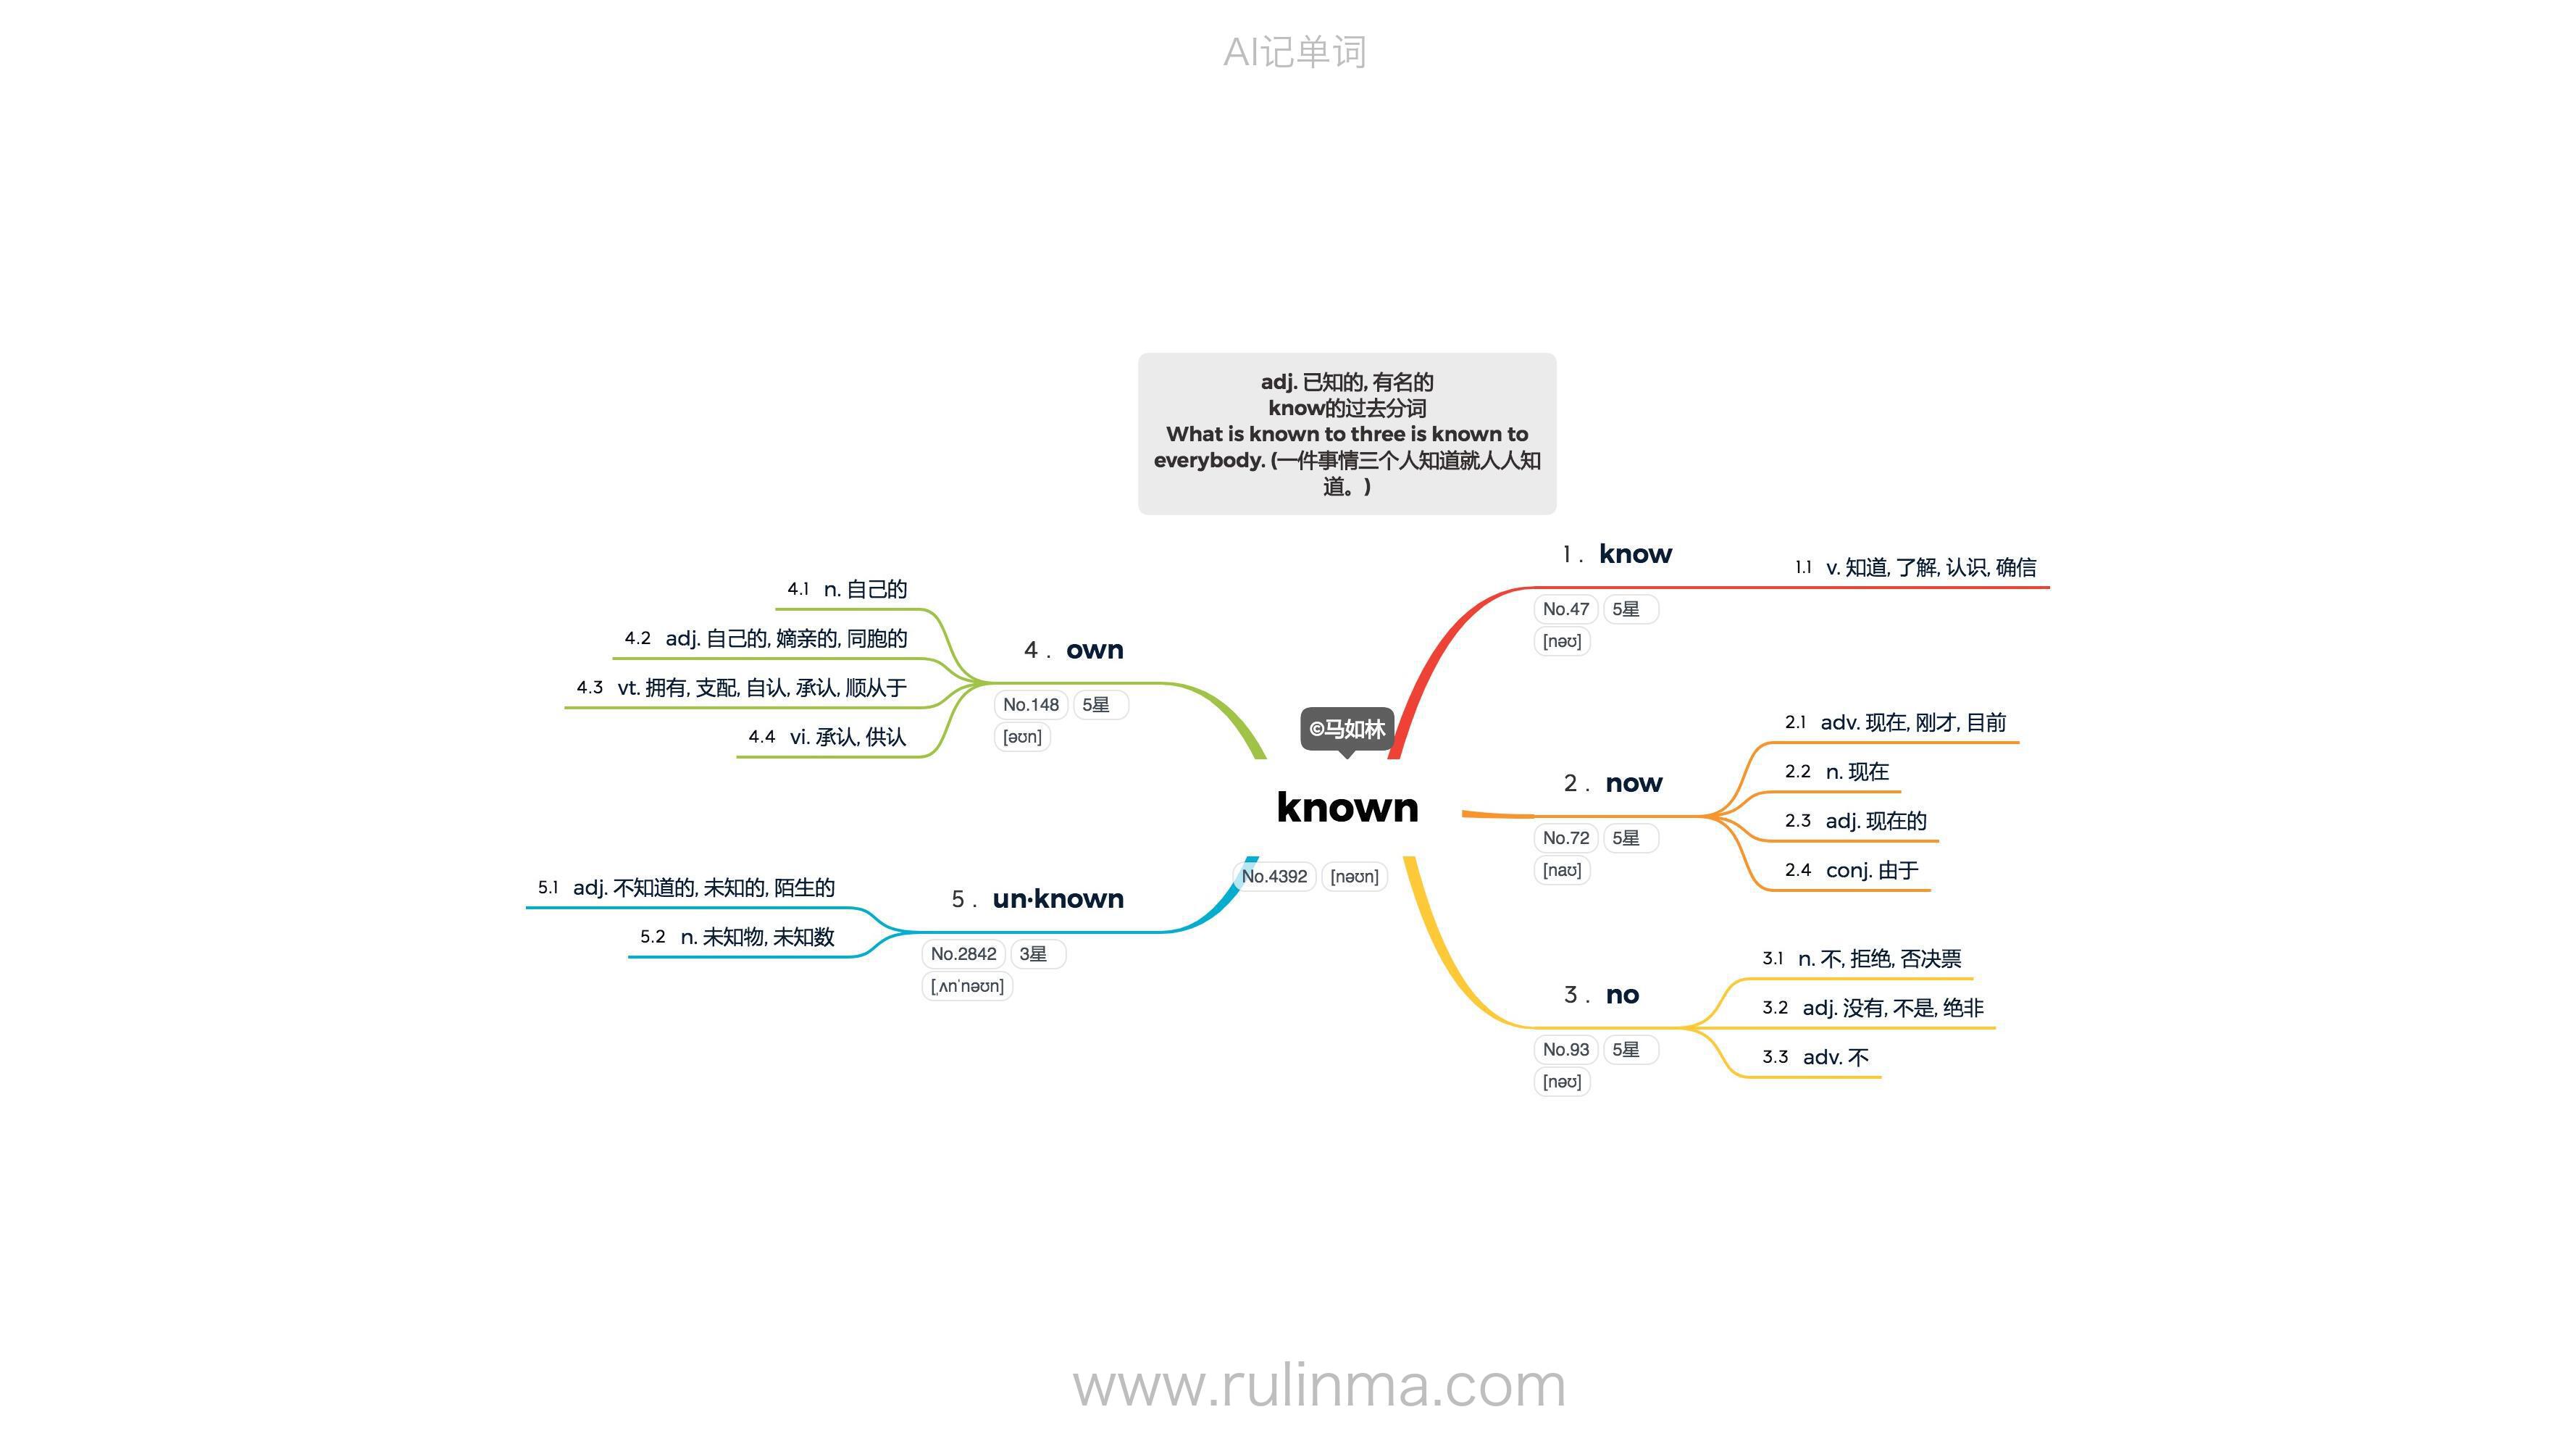 AI记单词
adj. 已知的, 有名的
know的过去分词
What is known to three is known to
everybody. (一件事情三个人知道就人人知
道。)
©马如林
known
No.4392 [nəʊn]
1. know
No.47 5星
[nəʊ]
1.1 v. 知道, 了解, 认识, 确信
2. now
No.72 5星
[naʊ]
2.1 adv. 现在, 刚才, 目前
2.2 n. 现在
2.3 adj. 现在的
2.4 conj. 由于
3. no
No.93 5星
[nəʊ]
3.1 n. 不, 拒绝, 否决票
3.2 adj. 没有, 不是, 绝非
3.3 adv. 不
4. own
No.148 5星
[əʊn]
4.1 n. 自己的
4.2 adj. 自己的, 嫡亲的, 同胞的
4.3 vt. 拥有, 支配, 自认, 承认, 顺从于
4.4 vi. 承认, 供认
5. un·known
No.2842 3星
[ˌʌnˈnəʊn]
5.1 adj. 不知道的, 未知的, 陌生的
5.2 n. 未知物, 未知数
www.rulinma.com